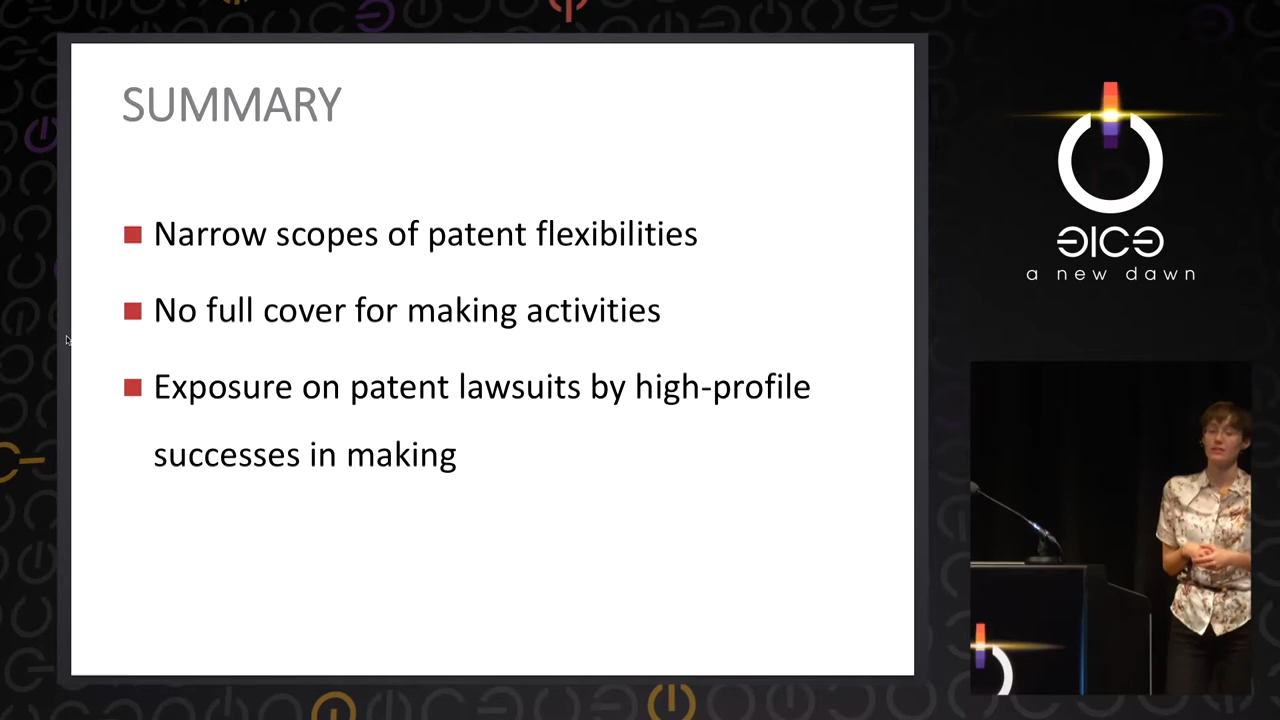 SUMMARY
Narrow scopes of patent flexibilities
No full cover for making activities
Exposure on patent lawsuits by high-profile
successes in making
a new dawn